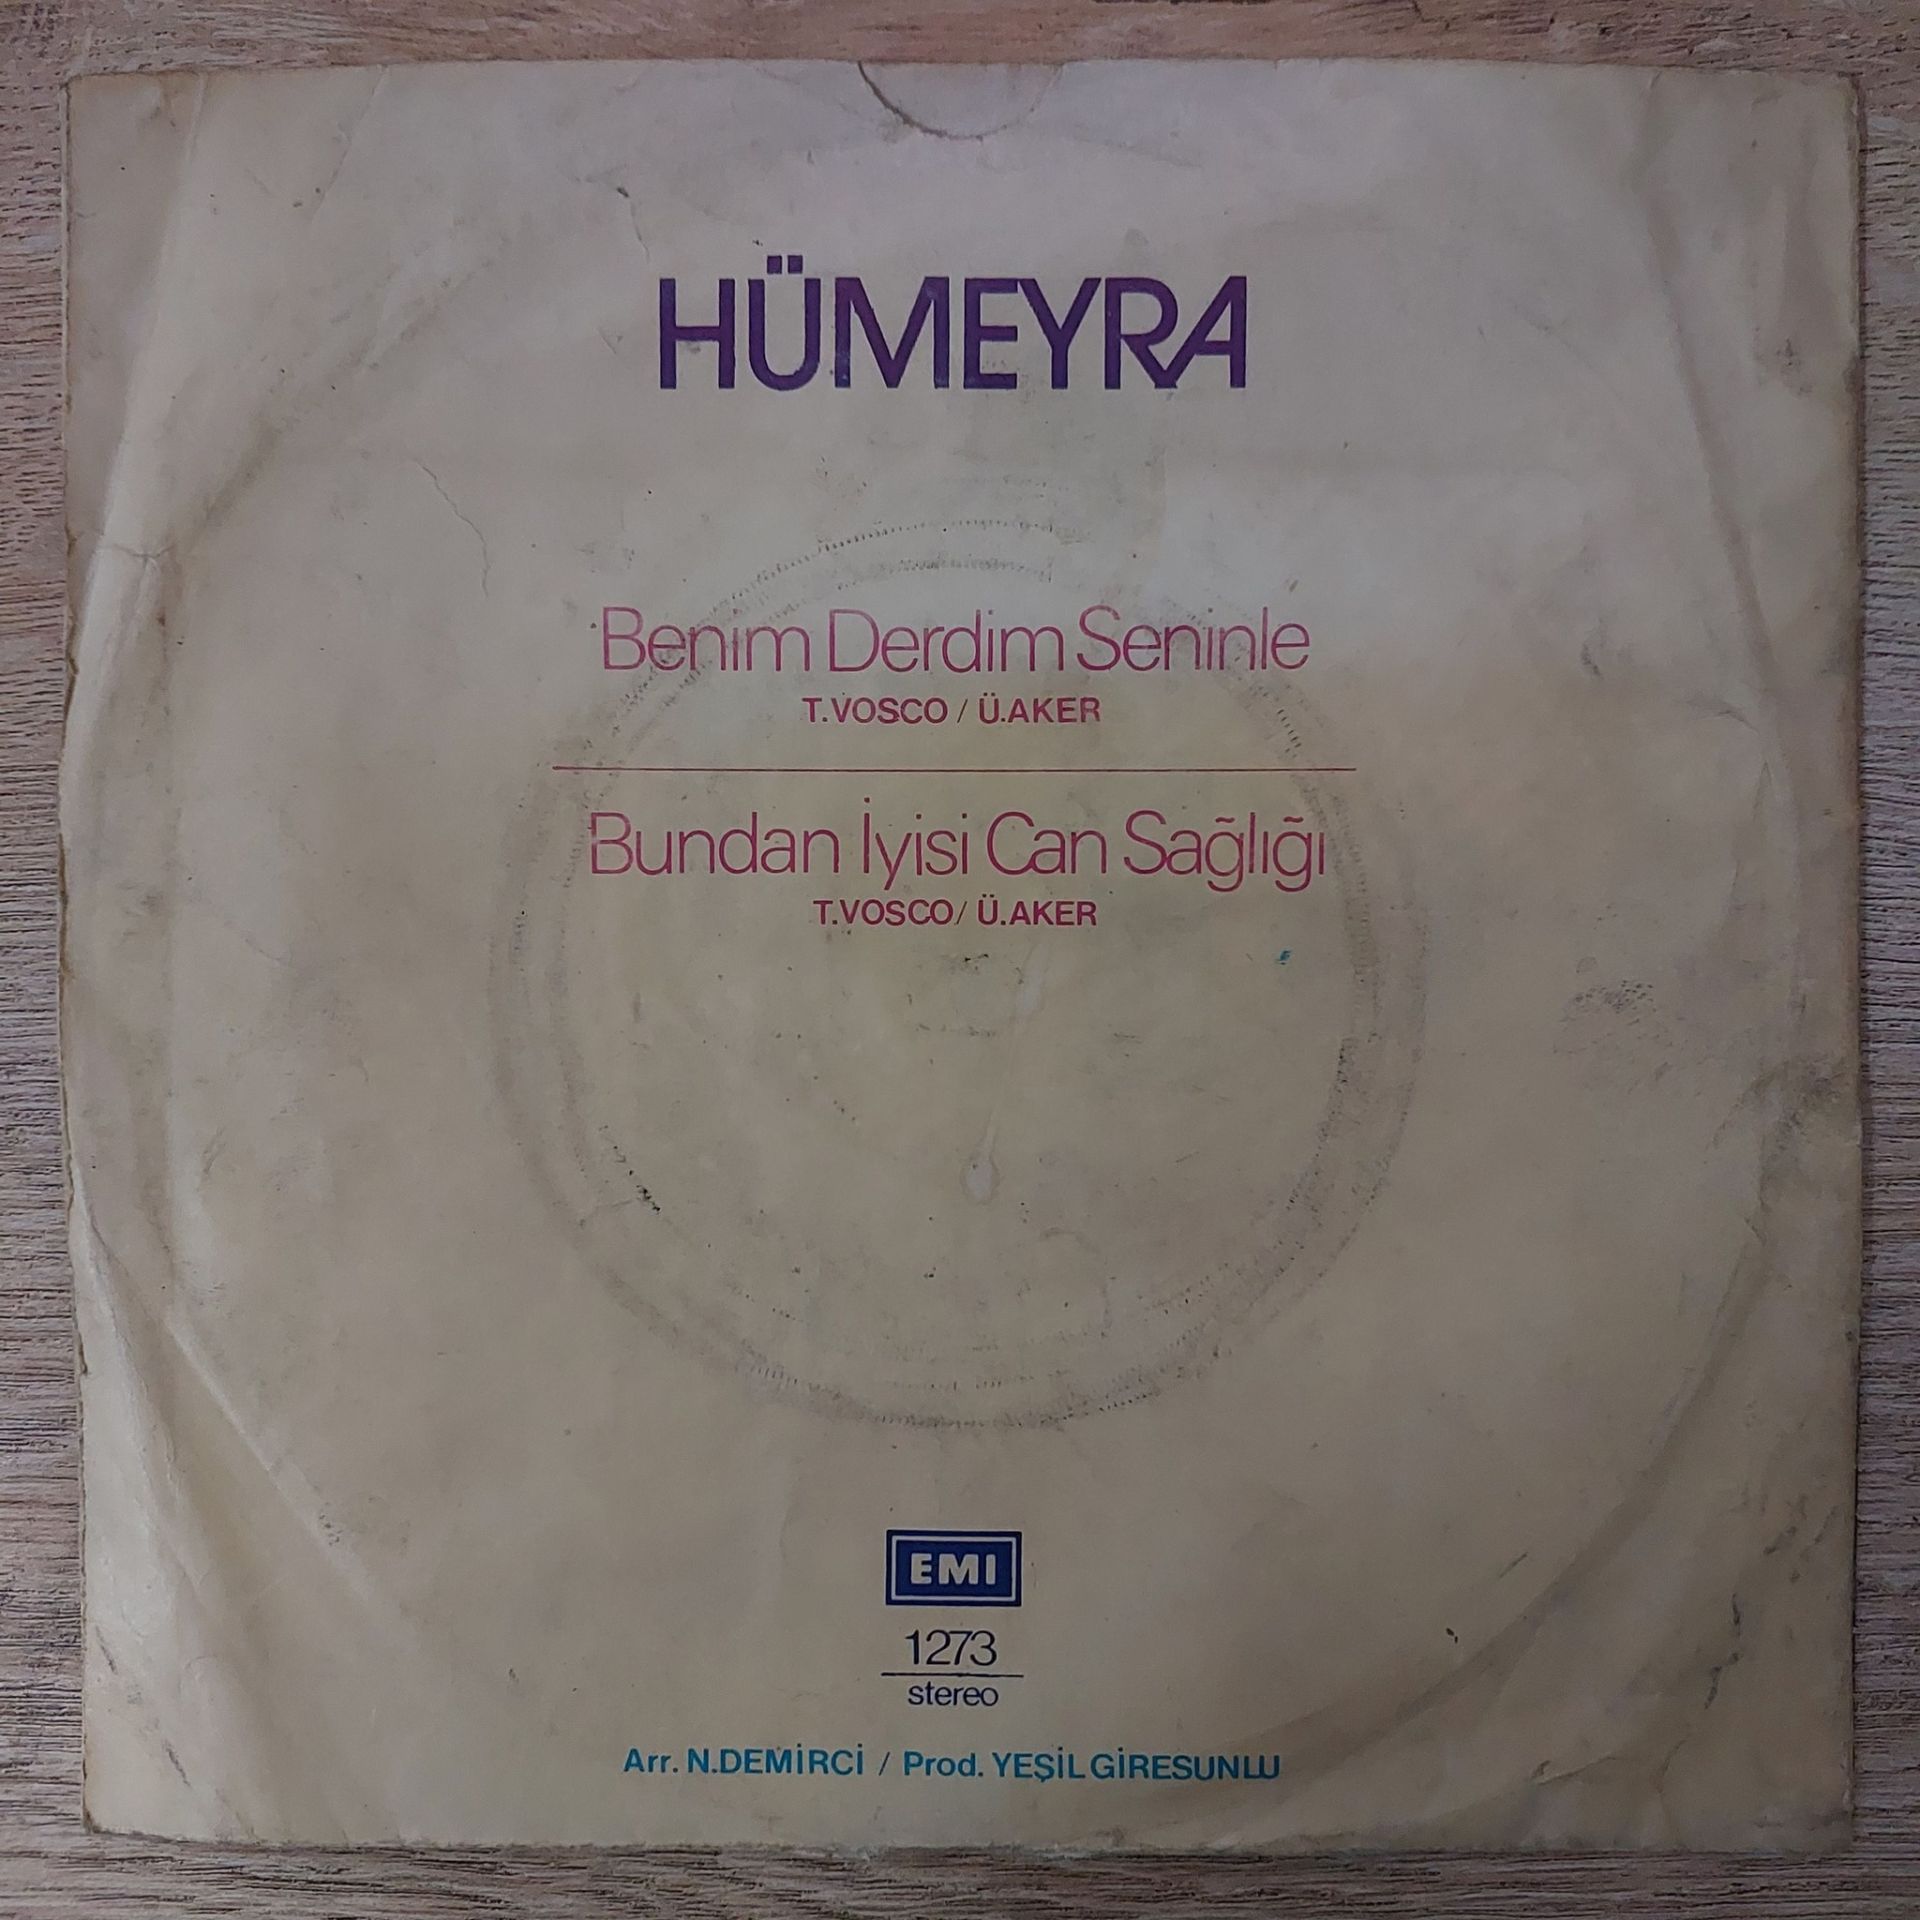 HÜMEYRA
Benim Derdim Seninle
T.VOSCO / Ü.AKER
Bundan İyisi Can Sağlığı
T.VOSCO / Ü.AKER
EMI
1273
stereo
Arr. N.DEMİRCİ / Prod. YEŞİL GİRESUNLU